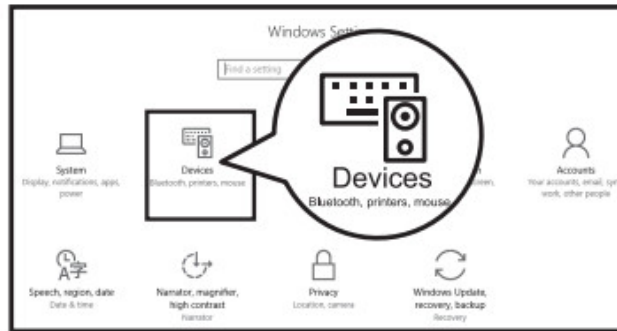 Windows
Find a setting
System
Display, notifications, apps,
power
Devices
Bluetooth, printers, mouse
Devices
Bluetooth, printers, mouse
Accounts
Your accounts, email,
work, other people
Speech, region, date
Date & time
Narrator, magnifier,
high contrast
Narrator
Privacy
Location, camera
Windows Update,
recovery, backup
Recovery